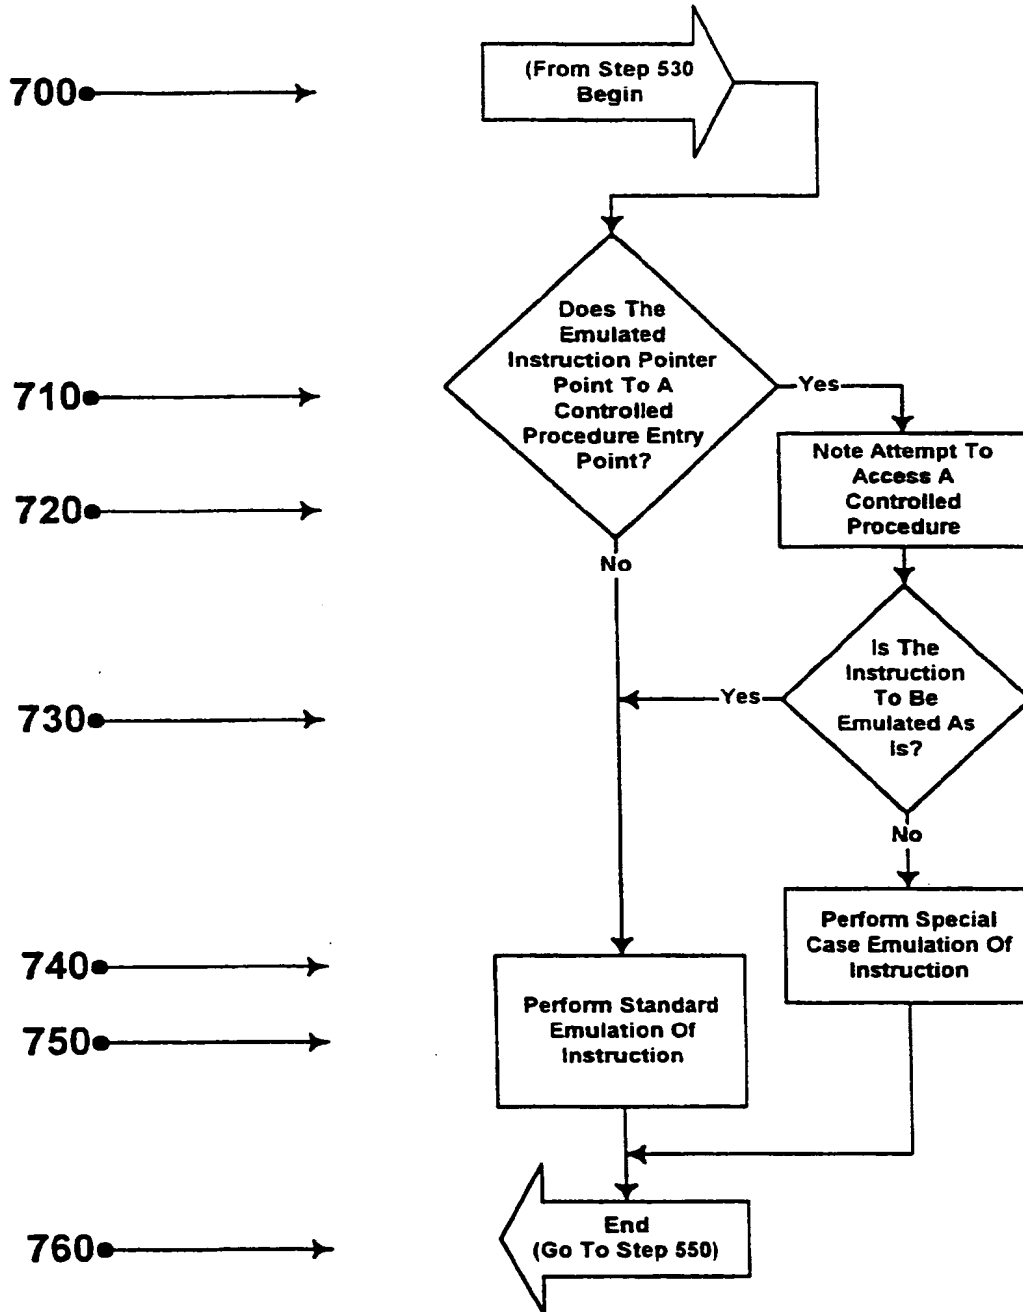 700
(From Step 530
Begin
Does The
Emulated
Instruction Pointer
Point To A
Controlled
Procedure Entry
Point?
710
Yes
Note Attempt To
Access A
Controlled
Procedure
720
No
Is The
Instruction
To Be
Emulated As
Is?
730
Yes
No
Perform Special
Case Emulation Of
Instruction
740
Perform Standard
Emulation Of
Instruction
750
End
(Go To Step 550)
760